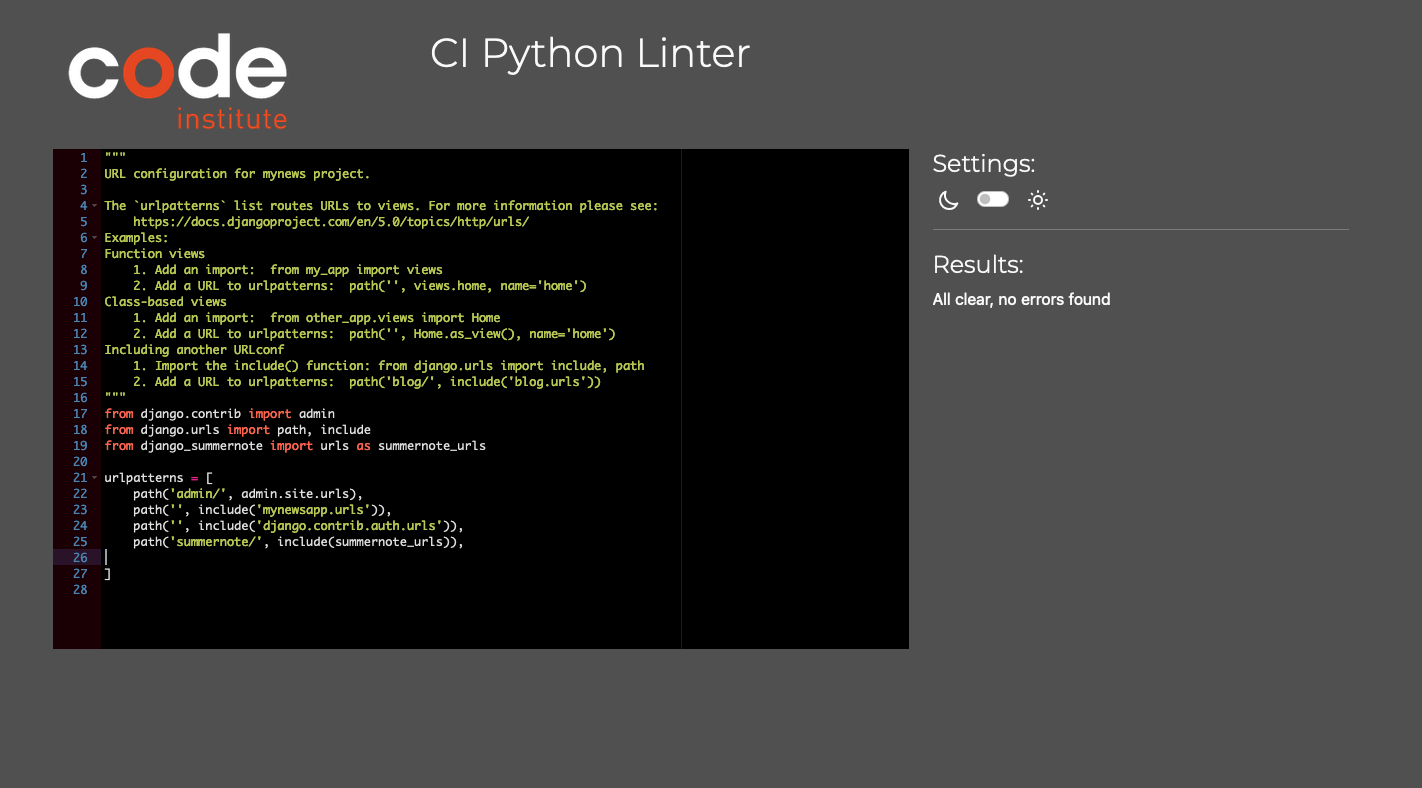 code
institute
CI Python Linter
1 """
2 URL configuration for mynews project.
3
4 The `urlpatterns` list routes URLs to views. For more information please see:
5     https://docs.djangoproject.com/en/5.0/topics/http/urls/
6 Examples:
7 Function views
8     1. Add an import:  from my_app import views
9     2. Add a URL to urlpatterns:  path('', views.home, name='home')
10 Class-based views
11     1. Add an import:  from other_app.views import Home
12     2. Add a URL to urlpatterns:  path('', Home.as_view(), name='home')
13 Including another URLconf
14     1. Import the include() function: from django.urls import include, path
15     2. Add a URL to urlpatterns:  path('blog/', include('blog.urls'))
16 """
17 from django.contrib import admin
18 from django.urls import path, include
19 from django_summernote import urls as summernote_urls
20
21 urlpatterns = [
22     path('admin/', admin.site.urls),
23     path('', include('mynewsapp.urls')),
24     path('', include('django.contrib.auth.urls')),
25     path('summernote/', include(summernote_urls)),
26
27 ]
28
Settings:
Results:
All clear, no errors found